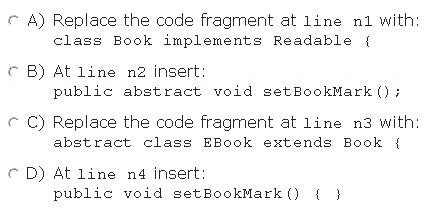 A) Replace the code fragment at line n1 with:
class Book implements Readable {
B) At line n2 insert:
public abstract void setBookMark();
C) Replace the code fragment at line n3 with:
abstract class EBook extends Book {
D) At line n4 insert:
public void setBookMark() { }